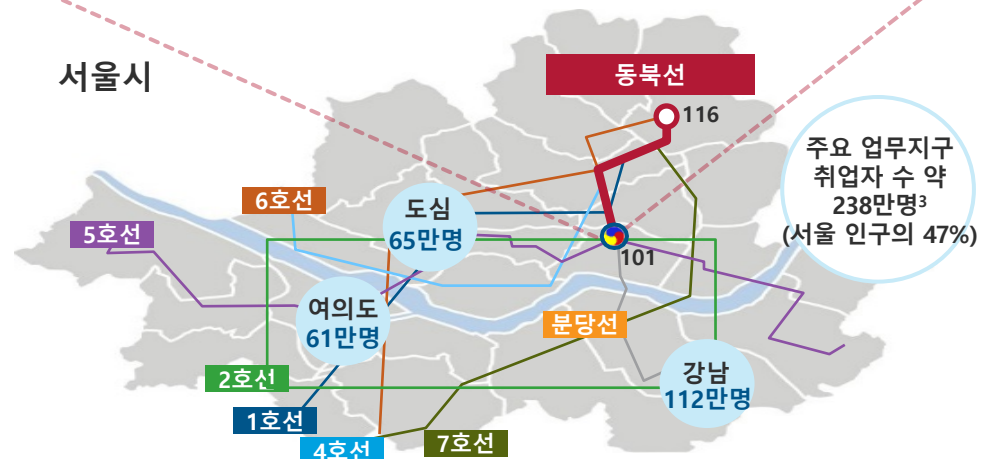 서울시
동북선
116
주요 업무지구
취업자 수 약
238만명³
(서울 인구의 47%)
6호선
도심
65만명
5호선
101
여의도
61만명
분당선
강남
112만명
2호선
1호선
4호선
7호선